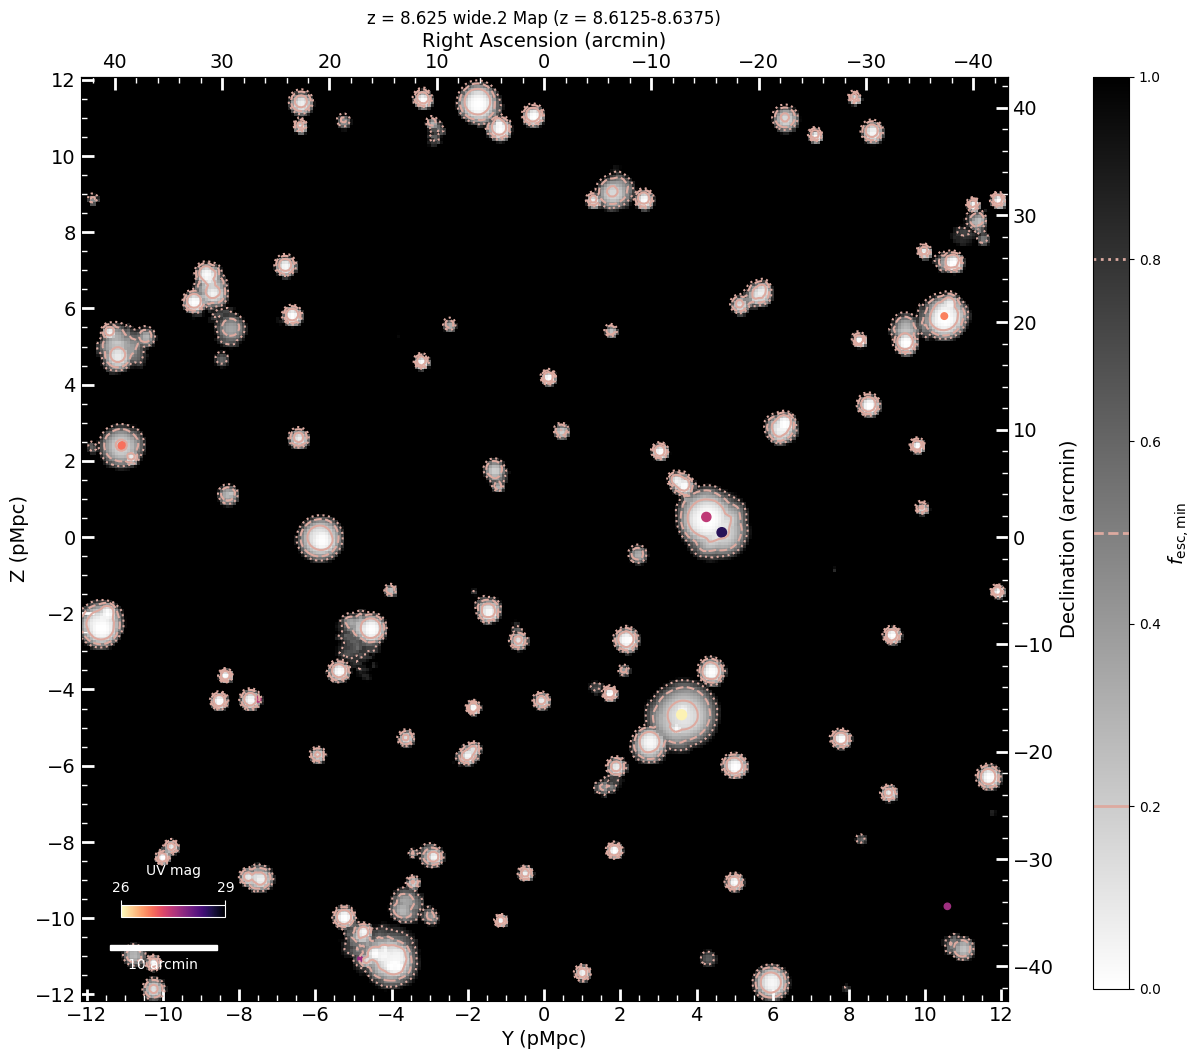 z = 8.625 wide.2 Map (z = 8.6125-8.6375)
Right Ascension (arcmin)
40 30 20 10 0 −10 −20 −30 −40
12
10
8
6
4
2
0
−2
−4
−6
−8
−10
−12
Z (pMpc)
40
30
20
10
0
−10
−20
−30
−40
Declination (arcmin)
1.0
0.8
0.6
0.4
0.2
0.0
fesc,min
UV mag
26 29
10 arcmin
−12 −10 −8 −6 −4 −2 0 2 4 6 8 10 12
Y (pMpc)